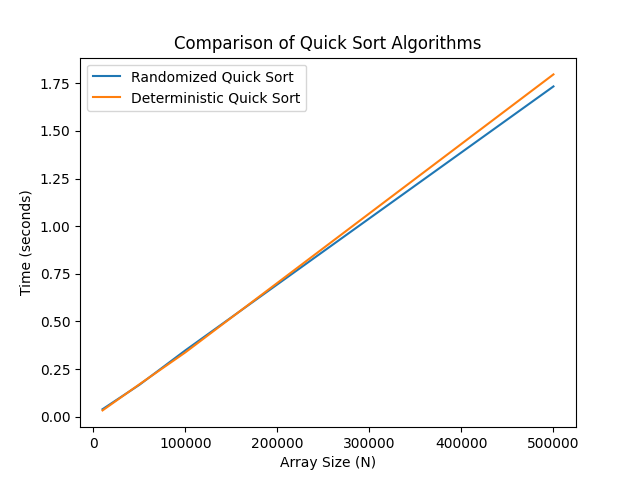 Comparison of Quick Sort Algorithms
Randomized Quick Sort
Deterministic Quick Sort
1.75
1.50
1.25
1.00
0.75
0.50
0.25
0.00
Time (seconds)
0 100000 200000 300000 400000 500000
Array Size (N)